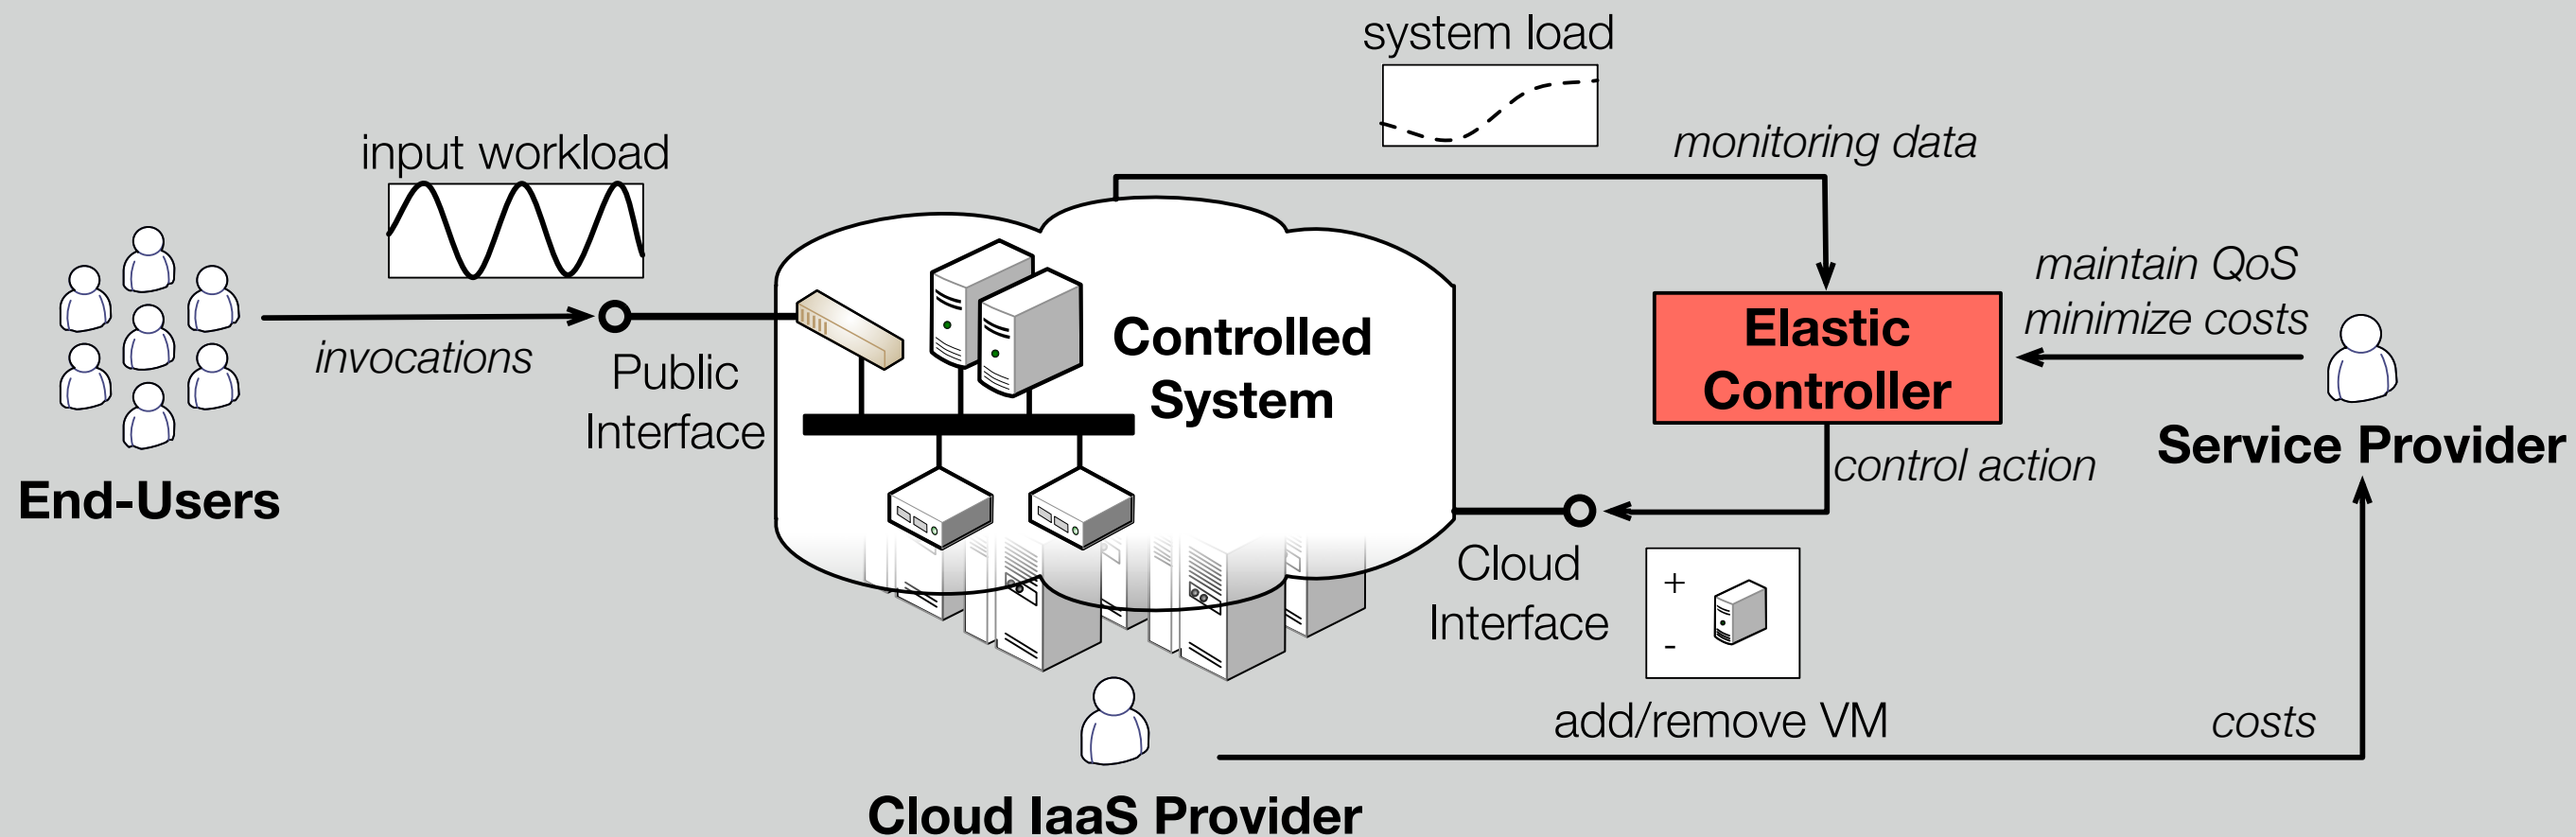 system load
input workload
monitoring data
maintain QoS
minimize costs
Elastic
Controller
Controlled
System
invocations
Public
Interface
control action
Service Provider
End-Users
Cloud
Interface
+
-
add/remove VM
costs
Cloud IaaS Provider